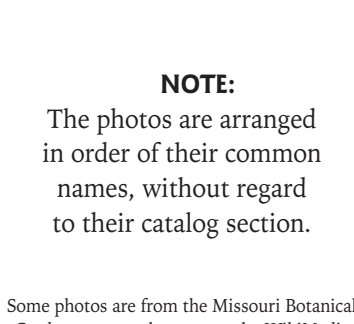 NOTE:
The photos are arranged
in order of their common
names, without regard
to their catalog section.
Some photos are from the Missouri Botanical